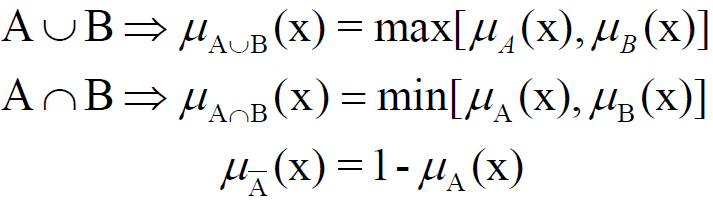 A ∪ B ⇒ μ_{A∪B}(x) = max[μ_A(x), μ_B(x)]
A ∩ B ⇒ μ_{A∩B}(x) = min[μ_A(x), μ_B(x)]
μ_{A̅}(x) = 1 - μ_A(x)